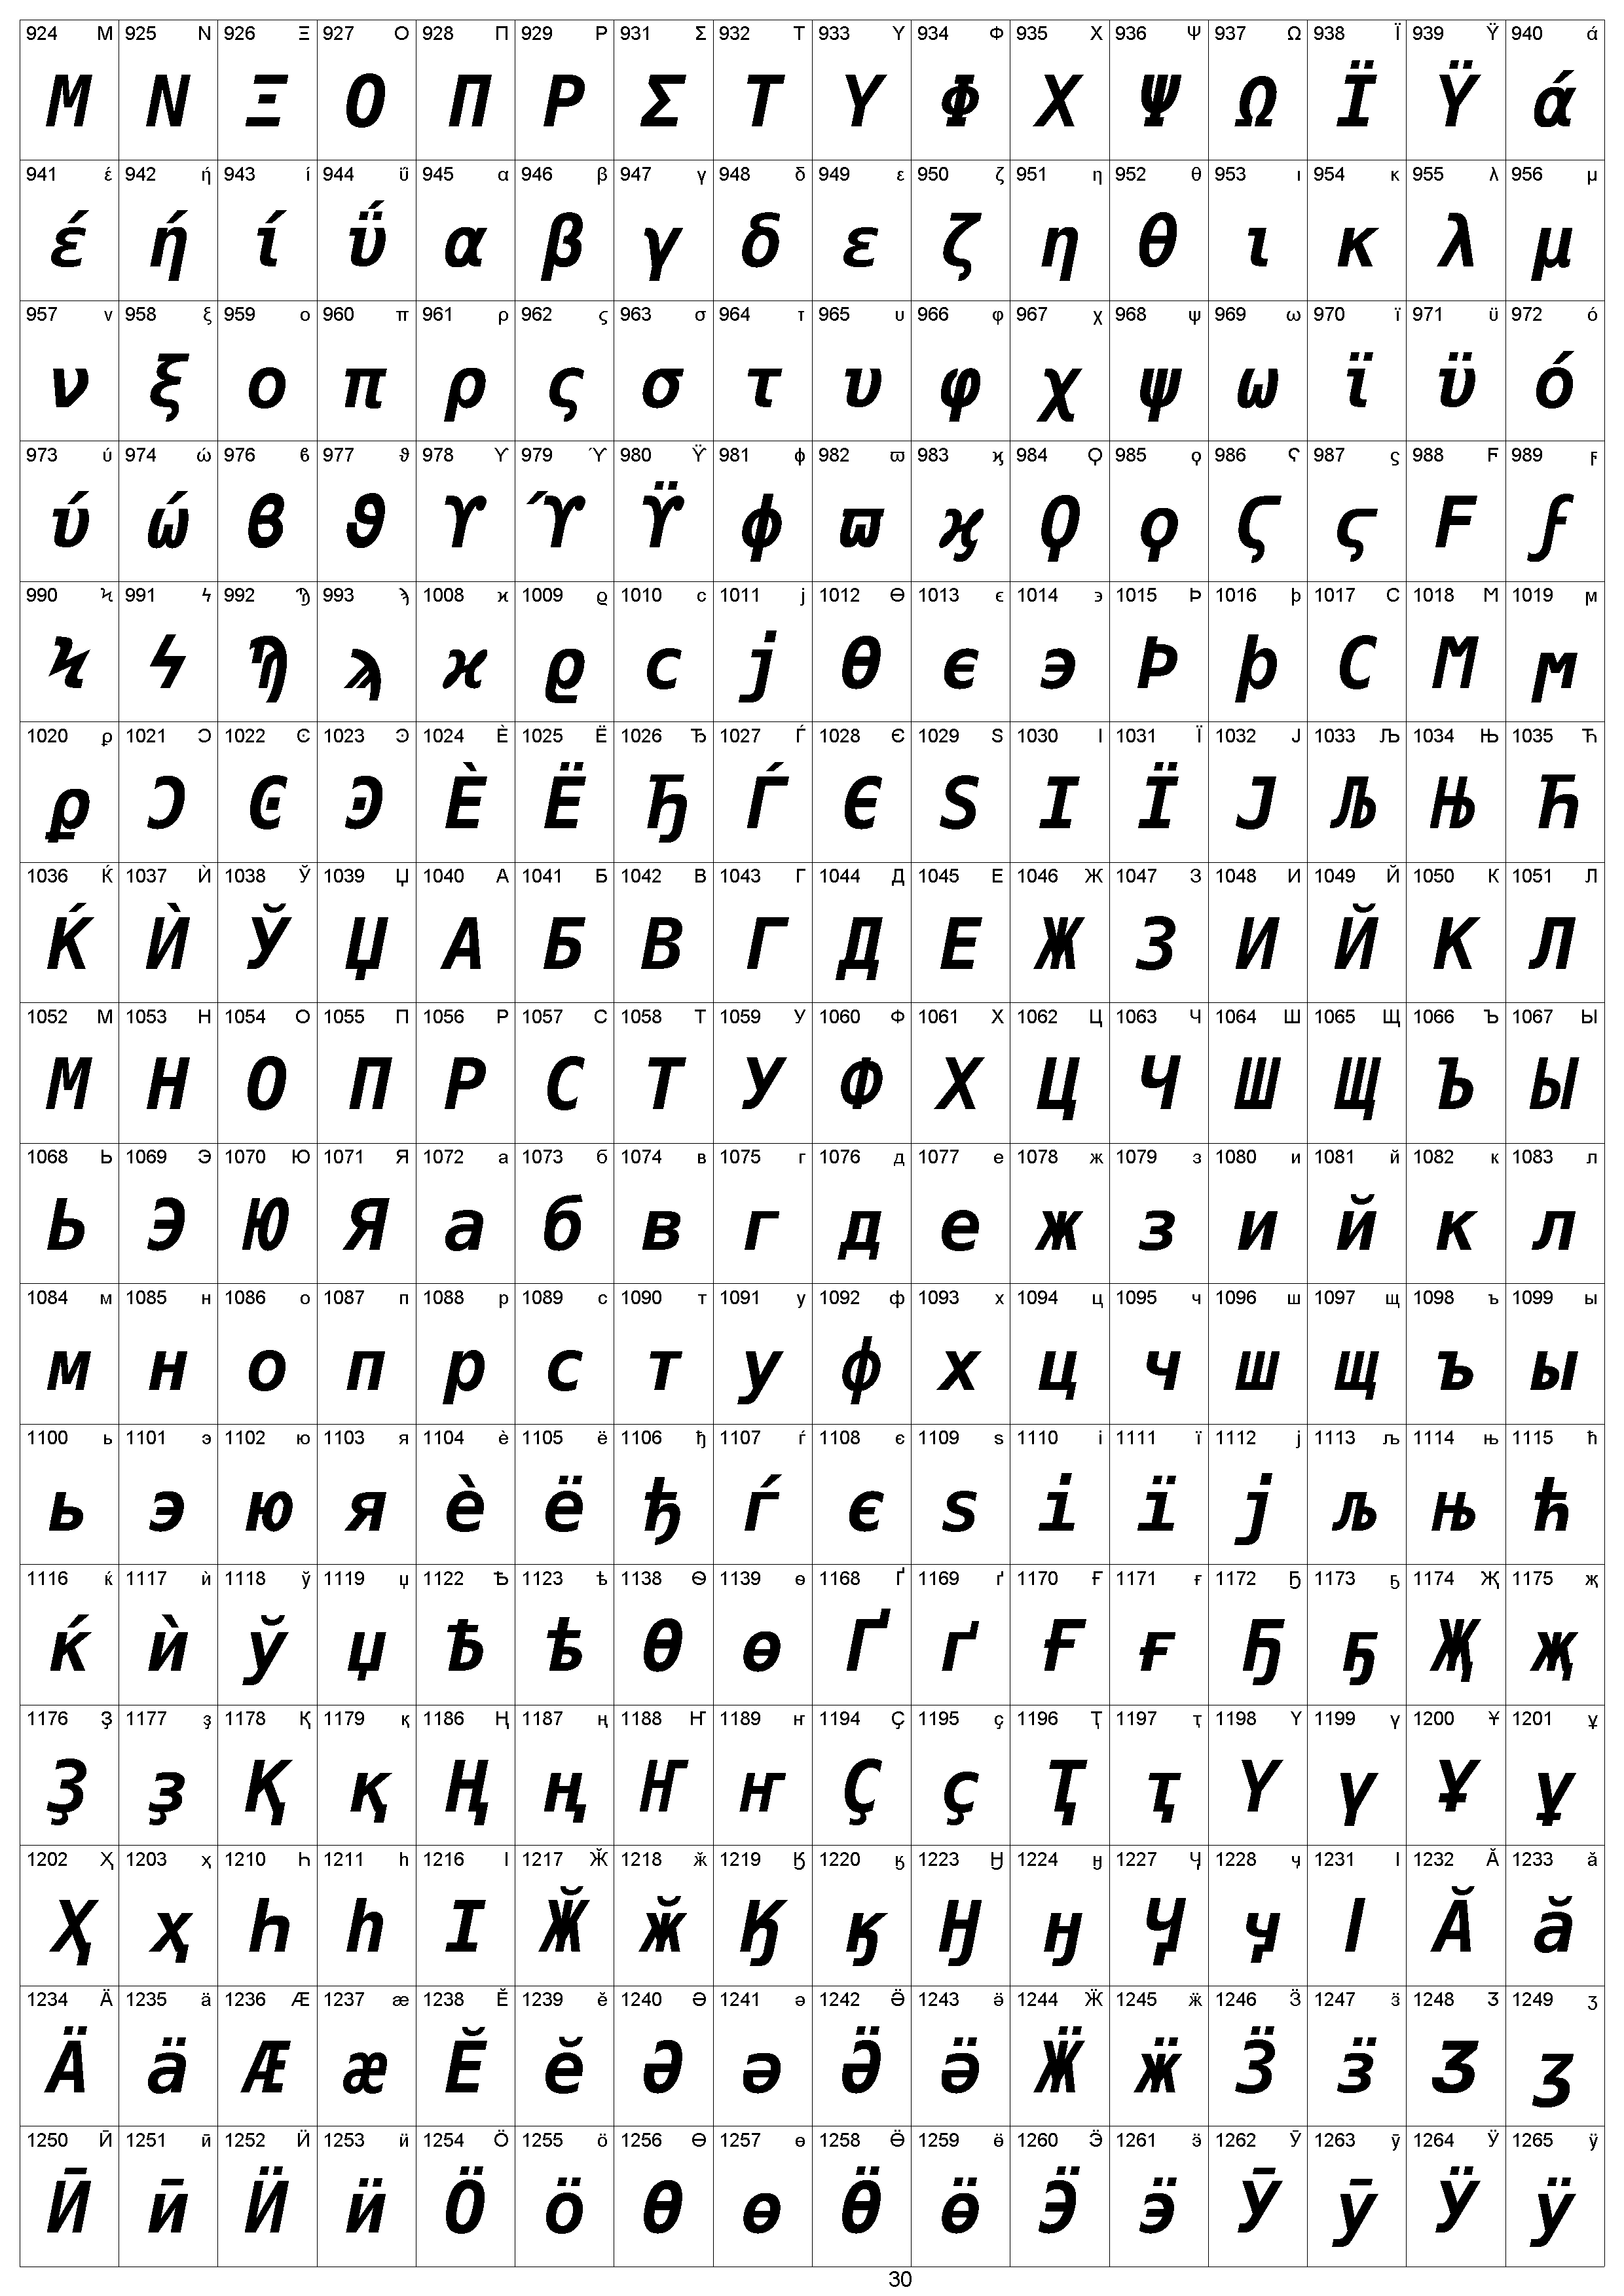 924 Μ 925 Ν 926 Ξ 927 Ο 928 Π 929 Ρ 931 Σ 932 Τ 933 Υ 934 Φ 935 Χ 936 Ψ 937 Ω 938 Ϊ 939 Ϋ 940 ά
Μ Ν Ξ Ο Π Ρ Σ Τ Υ Φ Χ Ψ Ω Ϊ Ϋ ά
941 έ 942 ή 943 ί 944 ΰ 945 α 946 β 947 γ 948 δ 949 ε 950 ζ 951 η 952 θ 953 ι 954 κ 955 λ 956 μ
έ ή ί ΰ α β γ δ ε ζ η θ ι κ λ μ
957 ν 958 ξ 959 ο 960 π 961 ρ 962 ς 963 σ 964 τ 965 υ 966 φ 967 χ 968 ψ 969 ω 970 ϊ 971 ϋ 972 ό
ν ξ ο π ρ ς σ τ υ φ χ ψ ω ϊ ϋ ό
973 ύ 974 ώ 976 ϐ 977 ϑ 978 ϒ 979 ϓ 980 ϔ 981 ϕ 982 ϖ 983 ϗ 984 Ϙ 985 ϙ 986 Ϛ 987 ϛ 988 Ϝ 989 ϝ
ύ ώ ϐ ϑ ϒ ϓ ϔ ϕ ϖ ϗ Ϙ ϙ Ϛ ϛ Ϝ ϝ
990 Ϟ 991 ϟ 992 Ϡ 993 ϡ 1008 ϰ 1009 ϱ 1010 ϲ 1011 ϳ 1012 ϴ 1013 ϵ 1014 ϶ 1015 Ϸ 1016 ϸ 1017 Ϲ 1018 Ϻ 1019 ϻ
Ϟ ϟ Ϡ ϡ ϰ ϱ ϲ ϳ ϴ ϵ ϶ Ϸ ϸ Ϲ Ϻ ϻ
1020 ϼ 1021 Ͻ 1022 Ͼ 1023 Ͽ 1024 Ѐ 1025 Ё 1026 Ђ 1027 Ѓ 1028 Є 1029 Ѕ 1030 І 1031 Ї 1032 Ј 1033 Љ 1034 Њ 1035 Ћ
ϼ Ͻ Ͼ Ͽ Ѐ Ё Ђ Ѓ Є Ѕ І Ї Ј Љ Њ Ћ
1036 Ќ 1037 Ѝ 1038 Ў 1039 Џ 1040 А 1041 Б 1042 В 1043 Г 1044 Д 1045 Е 1046 Ж 1047 З 1048 И 1049 Й 1050 К 1051 Л
Ќ Ѝ Ў Џ А Б В Г Д Е Ж З И Й К Л
1052 М 1053 Н 1054 О 1055 П 1056 Р 1057 С 1058 Т 1059 У 1060 Ф 1061 Х 1062 Ц 1063 Ч 1064 Ш 1065 Щ 1066 Ъ 1067 Ы
М Н О П Р С Т У Ф Х Ц Ч Ш Щ Ъ Ы
1068 Ь 1069 Э 1070 Ю 1071 Я 1072 а 1073 б 1074 в 1075 г 1076 д 1077 е 1078 ж 1079 з 1080 и 1081 й 1082 к 1083 л
Ь Э Ю Я а б в г д е ж з и й к л
1084 м 1085 н 1086 о 1087 п 1088 р 1089 с 1090 т 1091 у 1092 ф 1093 х 1094 ц 1095 ч 1096 ш 1097 щ 1098 ъ 1099 ы
м н о п р с т у ф х ц ч ш щ ъ ы
1100 ь 1101 э 1102 ю 1103 я 1104 ѐ 1105 ё 1106 ђ 1107 ѓ 1108 є 1109 ѕ 1110 і 1111 ї 1112 ј 1113 љ 1114 њ 1115 ћ
ь э ю я ѐ ё ђ ѓ є ѕ і ї ј љ њ ћ
1116 ќ 1117 ѝ 1118 ў 1119 џ 1122 Ѣ 1123 ѣ 1138 Ѳ 1139 ѳ 1168 Ґ 1169 ґ 1170 Ғ 1171 ғ 1172 Ҕ 1173 ҕ 1174 Җ 1175 җ
ќ ѝ ў џ Ѣ ѣ Ѳ ѳ Ґ ґ Ғ ғ Ҕ ҕ Җ җ
1176 Ҙ 1177 ҙ 1178 Қ 1179 қ 1186 Ң 1187 ң 1188 Ҥ 1189 ҥ 1194 Ҫ 1195 ҫ 1196 Ҭ 1197 ҭ 1198 Ү 1199 ү 1200 Ұ 1201 ұ
Ҙ ҙ Қ қ Ң ң Ҥ ҥ Ҫ ҫ Ҭ ҭ Ү ү Ұ ұ
1202 Ҳ 1203 ҳ 1210 Һ 1211 һ 1216 Ӏ 1217 Ӂ 1218 ӂ 1219 Ӄ 1220 ӄ 1223 Ӈ 1224 ӈ 1227 Ӌ 1228 ӌ 1231 ӏ 1232 Ӑ 1233 ӑ
Ҳ ҳ Һ һ Ӏ Ӂ ӂ Ӄ ӄ Ӈ ӈ Ӌ ӌ ӏ Ӑ ӑ
1234 Ӓ 1235 ӓ 1236 Ӕ 1237 ӕ 1238 Ӗ 1239 ӗ 1240 Ә 1241 ә 1242 Ӛ 1243 ӛ 1244 Ӝ 1245 ӝ 1246 Ӟ 1247 ӟ 1248 Ӡ 1249 ӡ
Ӓ ӓ Ӕ ӕ Ӗ ӗ Ә ә Ӛ ӛ Ӝ ӝ Ӟ ӟ Ӡ ӡ
1250 Ӣ 1251 ӣ 1252 Ӥ 1253 ӥ 1254 Ӧ 1255 ӧ 1256 Ө 1257 ө 1258 Ӫ 1259 ӫ 1260 Ӭ 1261 ӭ 1262 Ӯ 1263 ӯ 1264 Ӱ 1265 ӱ
Ӣ ӣ Ӥ ӥ Ӧ ӧ Ө ө Ӫ ӫ Ӭ ӭ Ӯ ӯ Ӱ ӱ
30